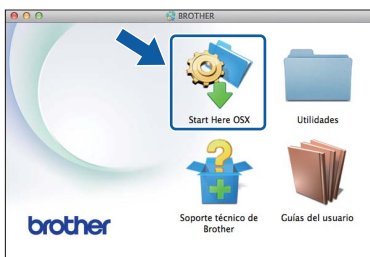 BROTHER
Start Here OSX
Utilidades
Soporte técnico de
Brother
Guías del usuario
brother